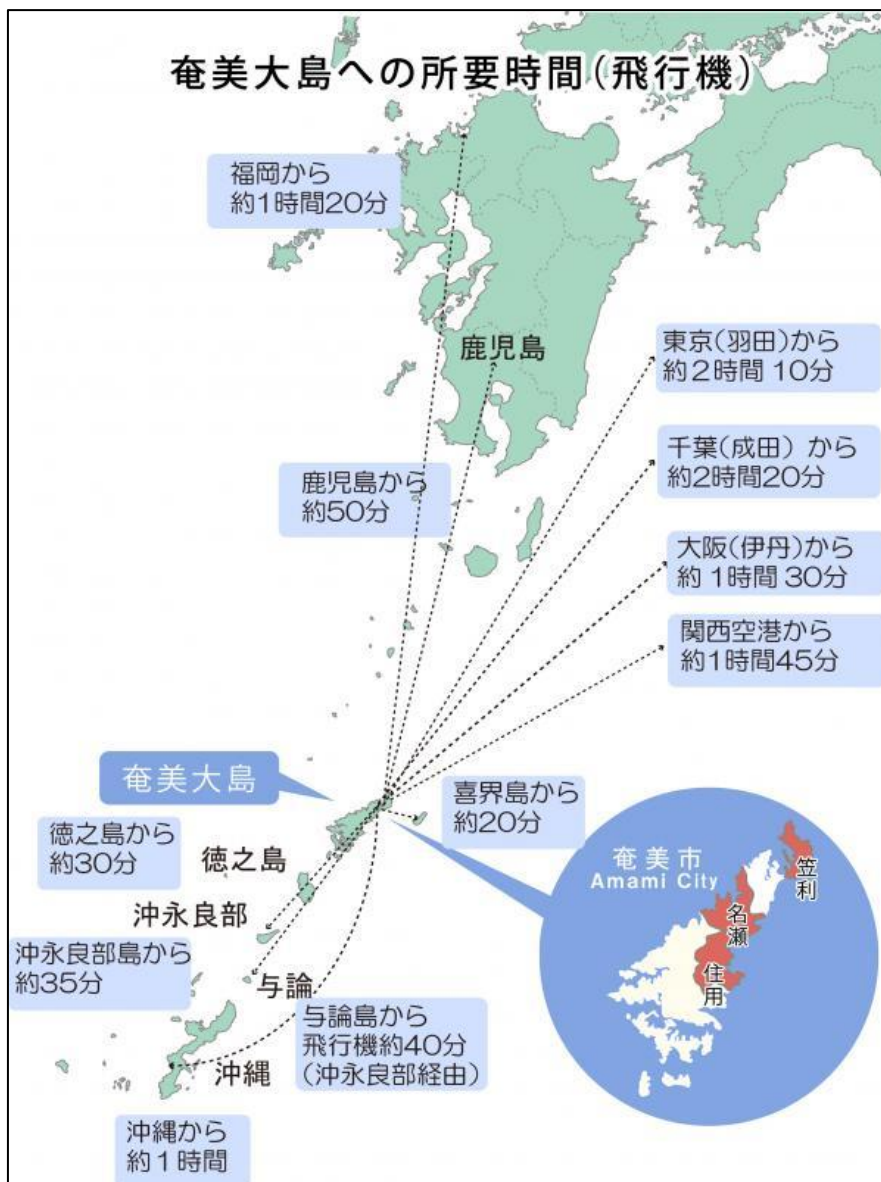 奄美大島への所要時間(飛行機)
福岡から
約1時間20分
鹿児島
東京(羽田)から
約2時間10分
千葉(成田)から
約2時間20分
鹿児島から
約50分
大阪(伊丹)から
約1時間30分
関西空港から
約1時間45分
奄美大島
喜界島から
約20分
徳之島から
約30分
徳之島
沖永良部
沖永良部島から
約35分
与論
与論島から
飛行機約40分
(沖永良部経由)
沖縄
沖縄から
約1時間
奄美市
Amami City
笠利
名瀬
住用